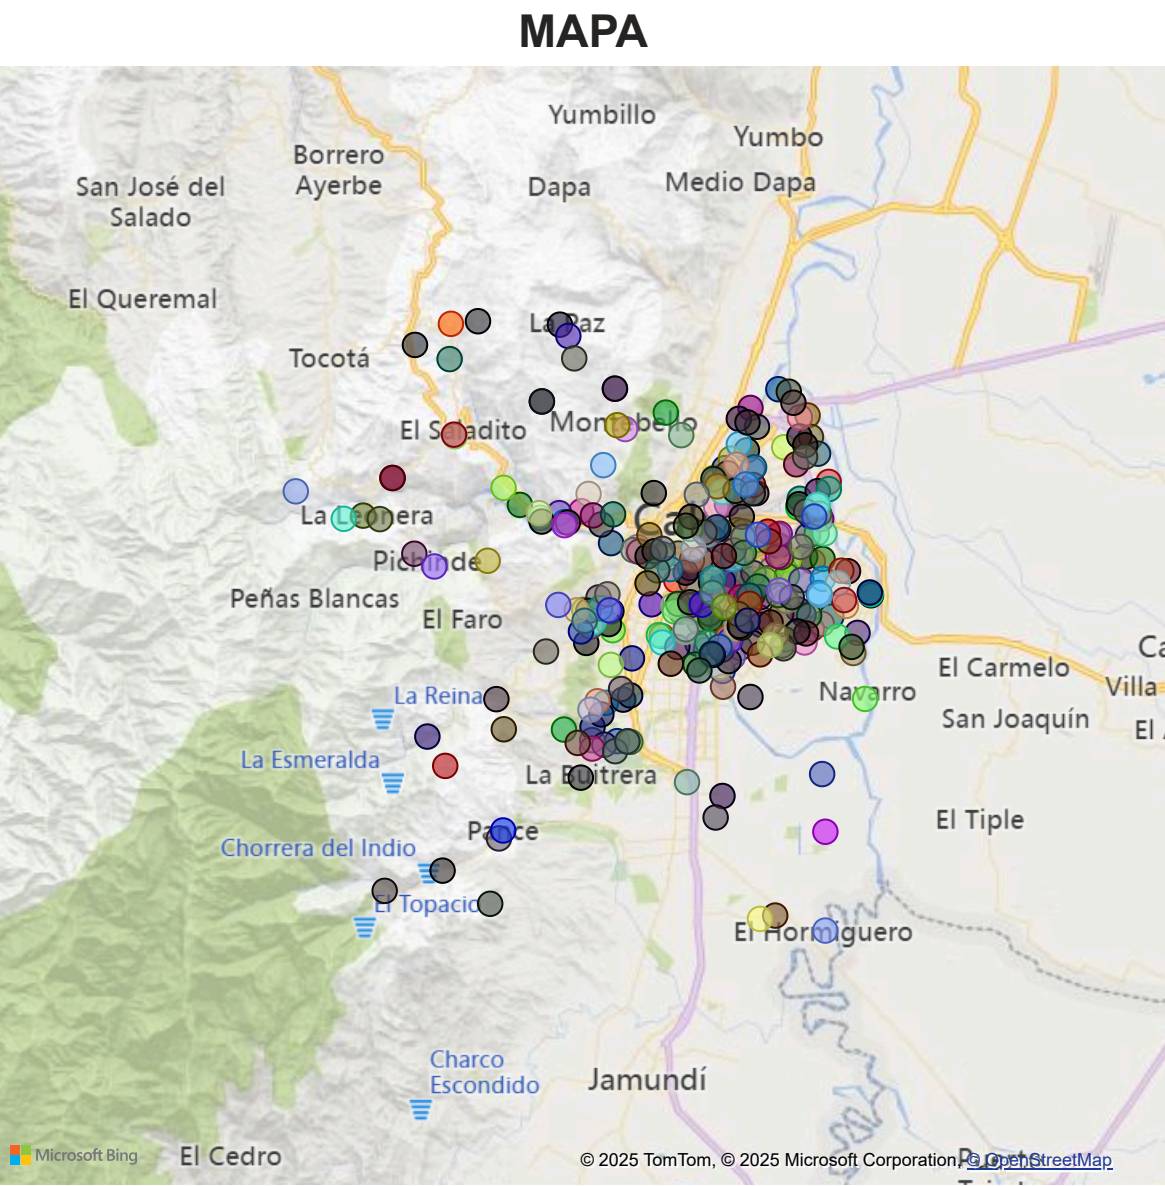 MAPA
Yumbillo
Yumbo
Borrero
Ayerbe
San José del
Salado
Dapa
Medio Dapa
El Queremal
La Paz
Tocotá
El Saladito
Montebello
La Leonera
Pichinde
Peñas Blancas
El Faro
El Carmelo
La Reina
Navarro
Villa
San Joaquín
La Esmeralda
La Buitrera
Pance
El Tiple
Chorrera del Indio
El Topacio
El Hormiguero
Charco
Escondido
Jamundí
El Cedro
Microsoft Bing
© 2025 TomTom, © 2025 Microsoft Corporation, © OpenStreetMap